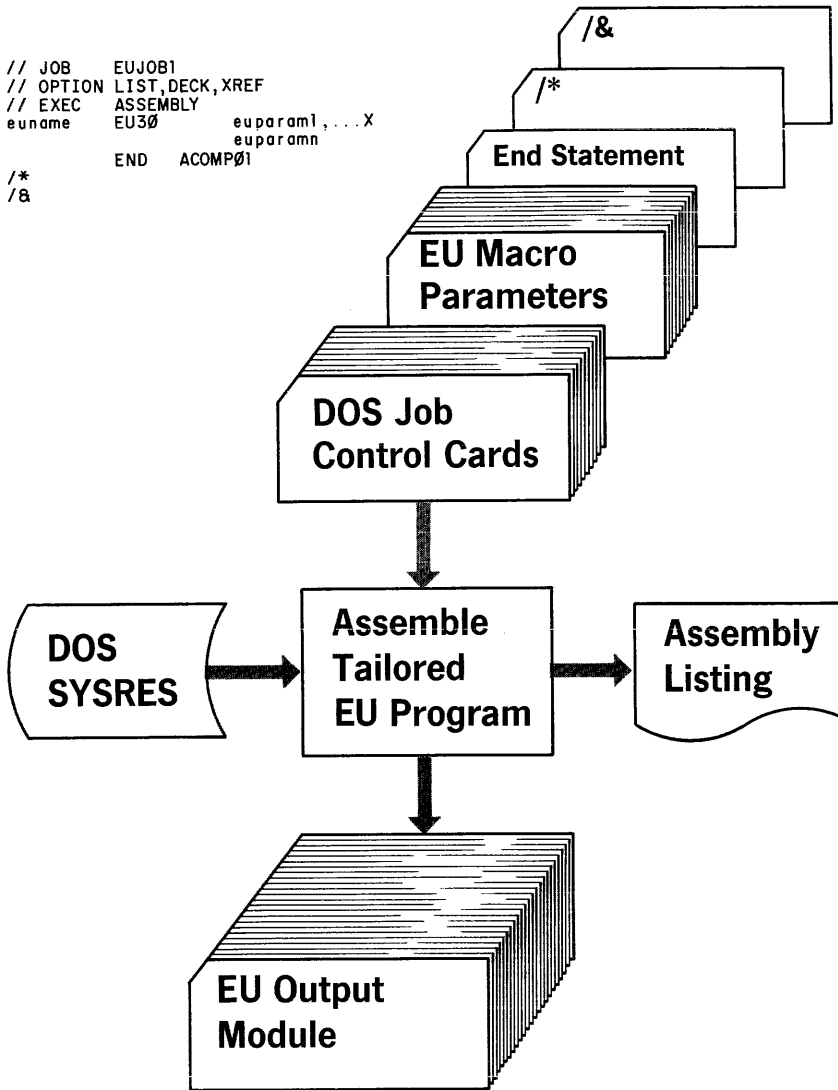 // JOB EUJOB1
// OPTION LIST,DECK,XREF
// EXEC ASSEMBLY
euname EU3Ø euparam1,...X
euparamn
END ACOMPØ1
/*
/&
/&
/*
End Statement
EU Macro
Parameters
DOS Job
Control Cards
DOS
SYSRES
Assemble
Tailored
EU Program
Assembly
Listing
EU Output
Module